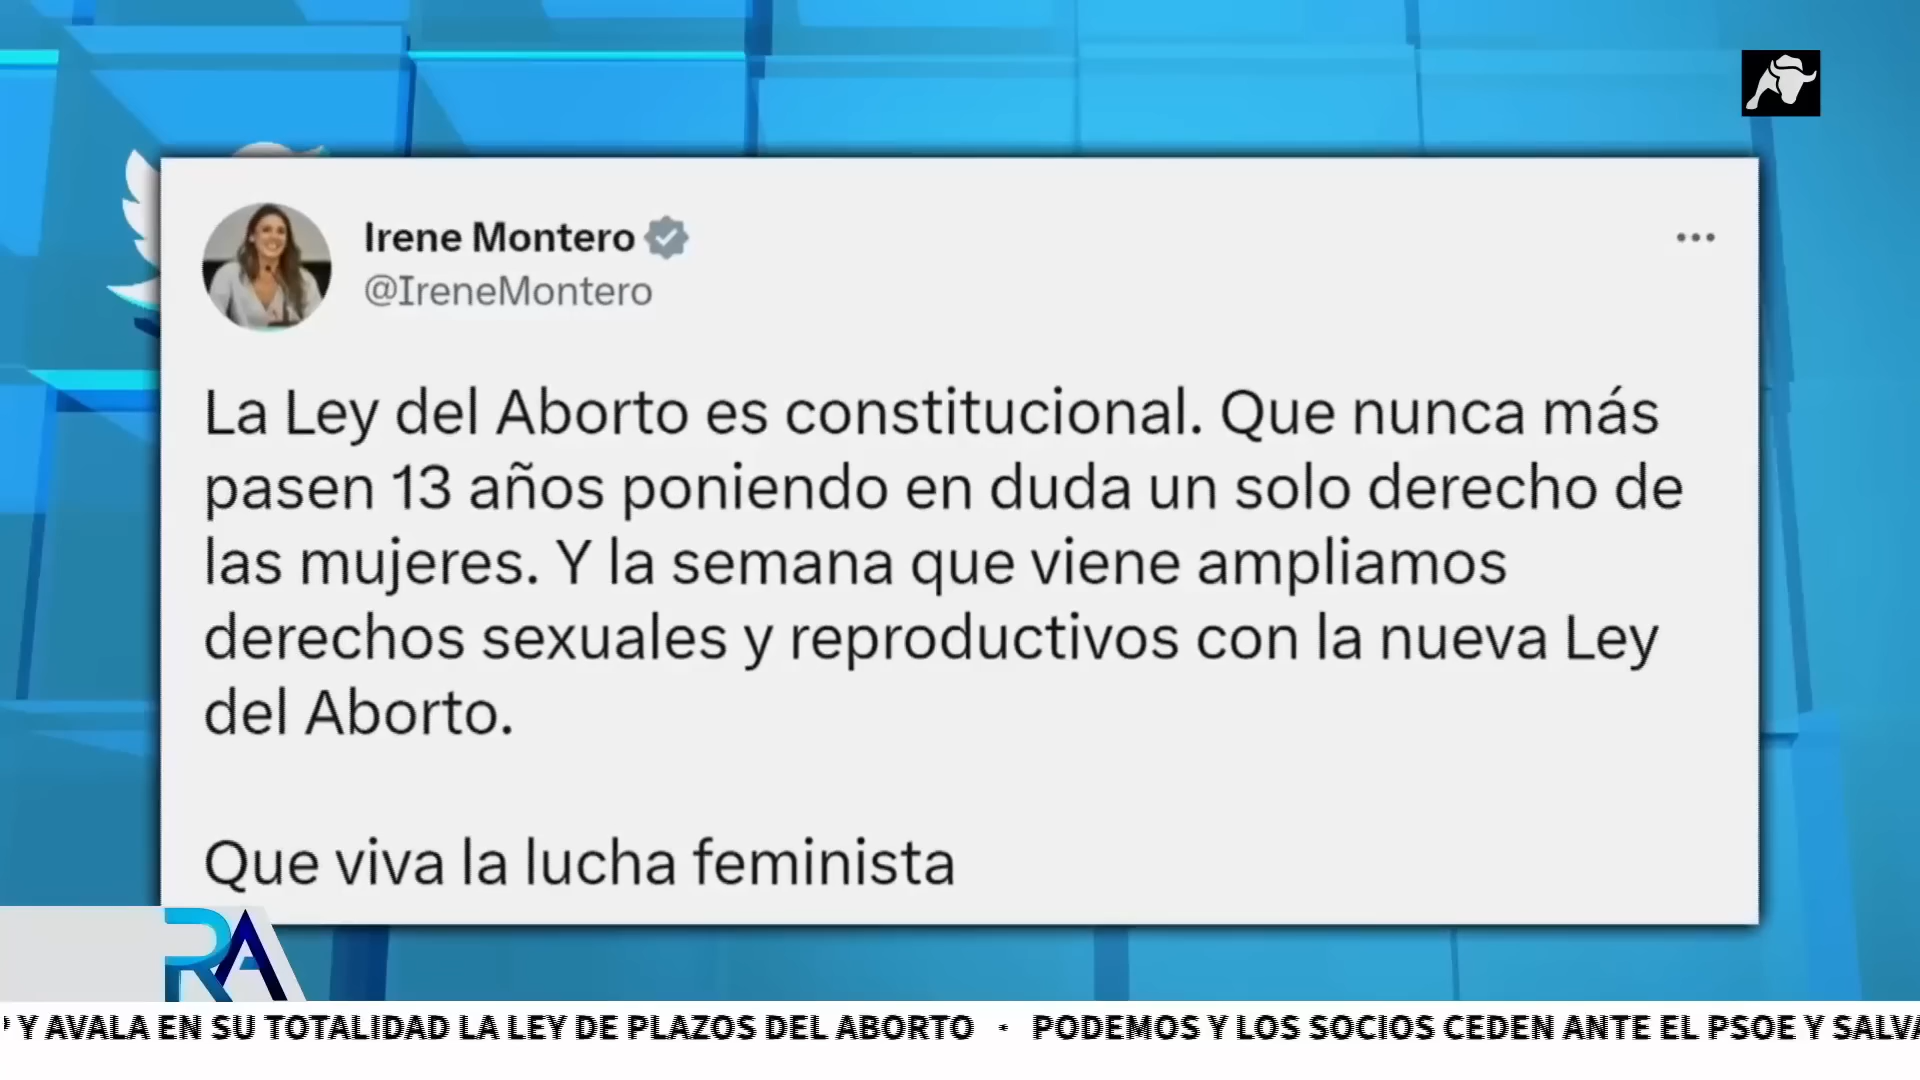 Irene Montero
@IreneMontero
La Ley del Aborto es constitucional. Que nunca más
pasen 13 años poniendo en duda un solo derecho de
las mujeres. Y la semana que viene ampliamos
derechos sexuales y reproductivos con la nueva Ley
del Aborto.
Que viva la lucha feminista
RA
Y AVALA EN SU TOTALIDAD LA LEY DE PLAZOS DEL ABORTO · PODEMOS Y LOS SOCIOS CEDEN ANTE EL PSOE Y